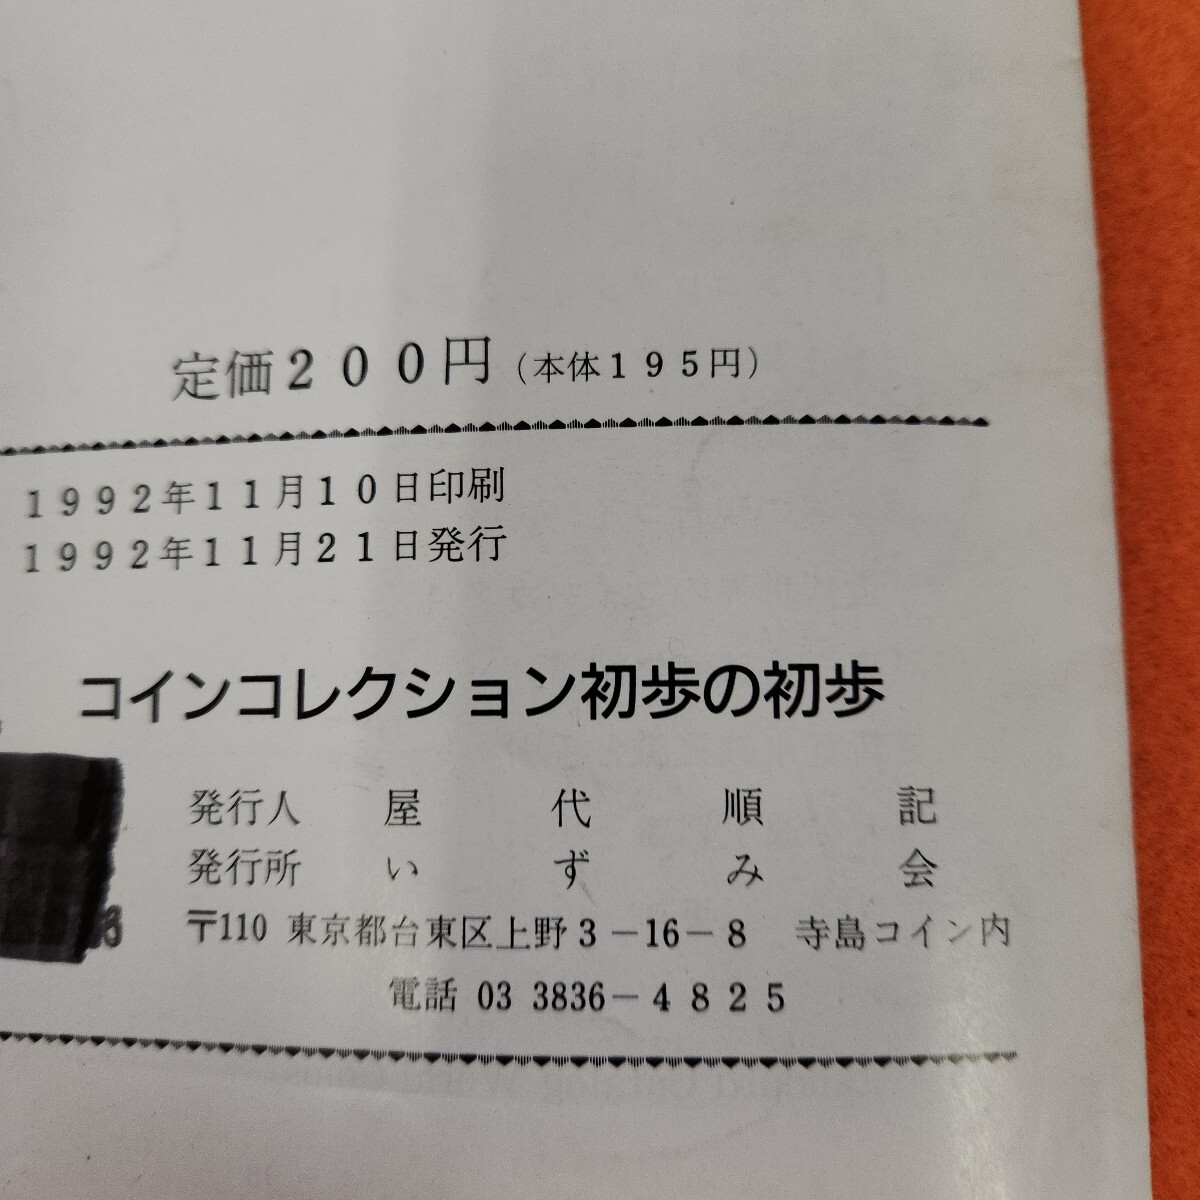 定価200円(本体195円)
1992年11月10日印刷
1992年11月21日発行
コインコレクション初歩の初歩
発行人 屋代順記
発行所 いずみ会
〒110 東京都台東区上野3-16-8 寺島コイン内
電話 03 3836-4825